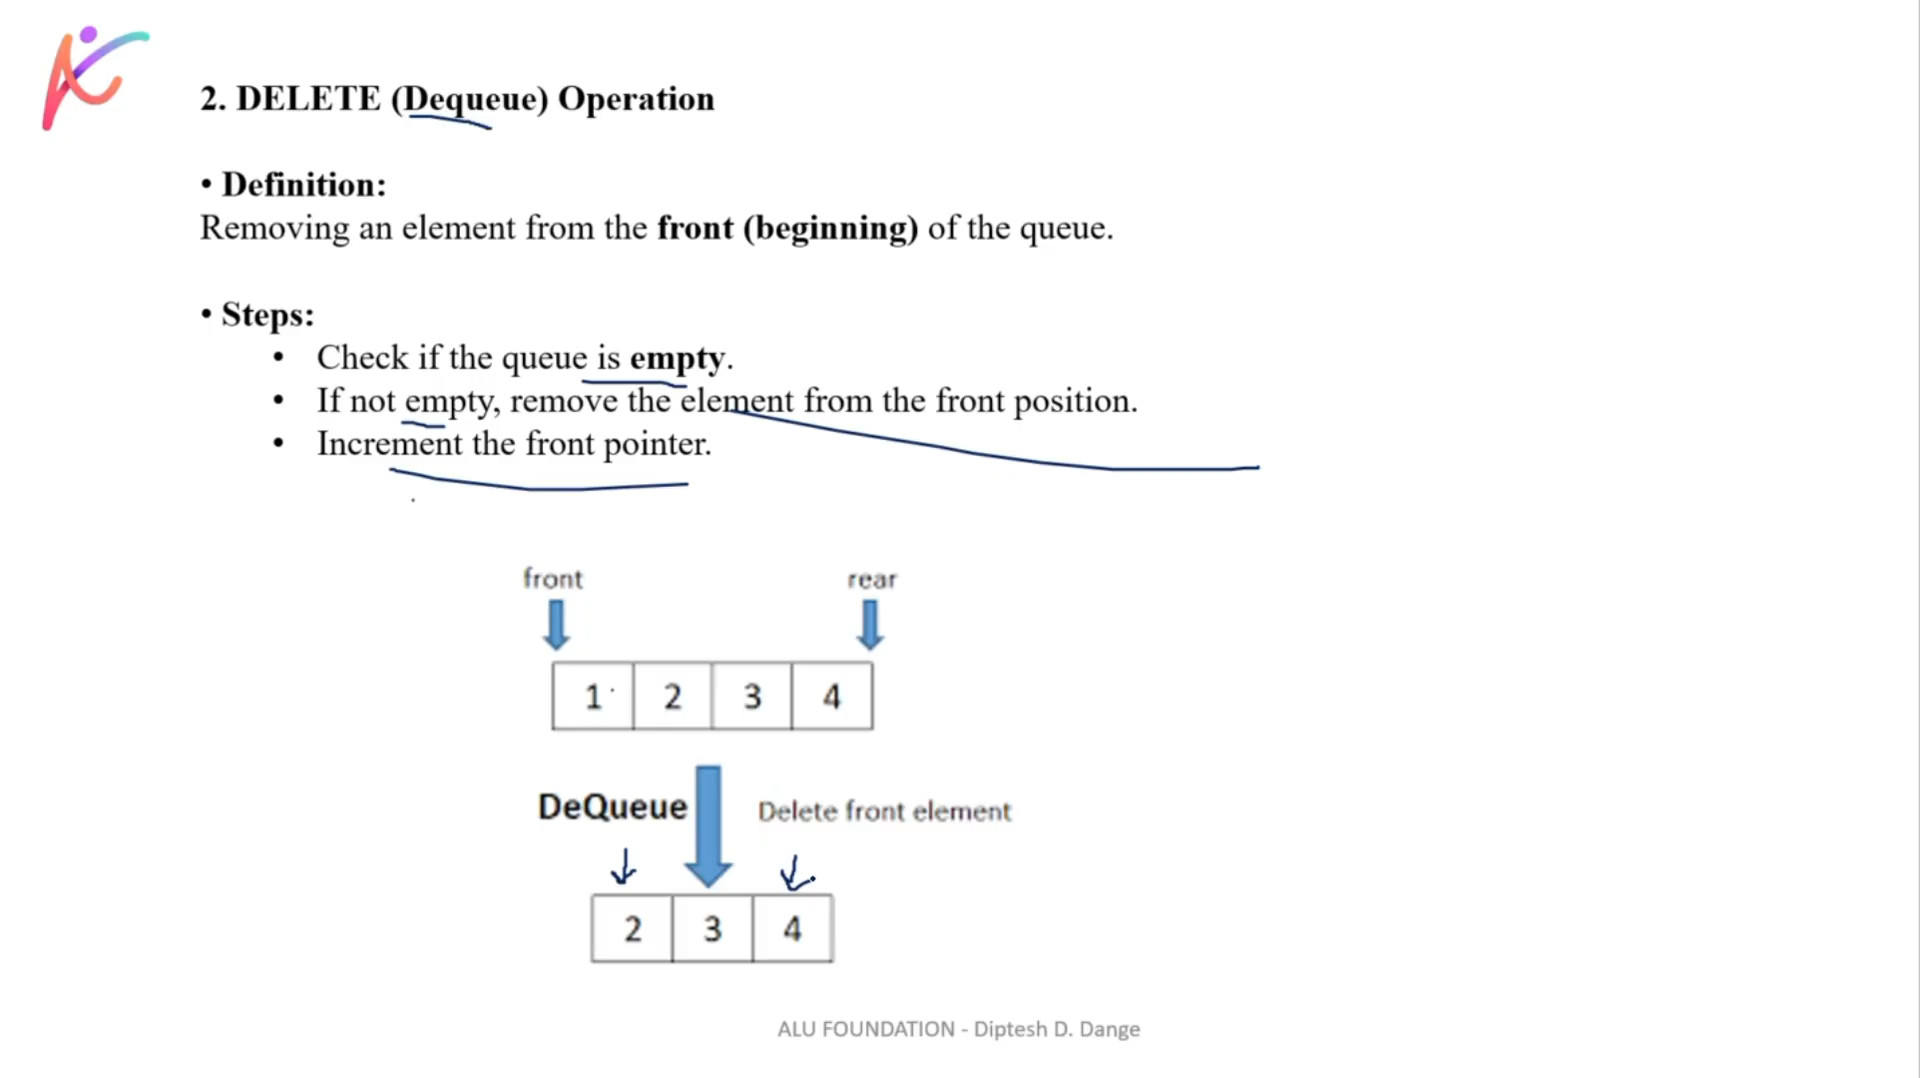 2. DELETE (Dequeue) Operation
• Definition:
Removing an element from the front (beginning) of the queue.
• Steps:
• Check if the queue is empty.
• If not empty, remove the element from the front position.
• Increment the front pointer.
front rear
1 2 3 4
DeQueue Delete front element
2 3 4
ALU FOUNDATION - Diptesh D. Dange